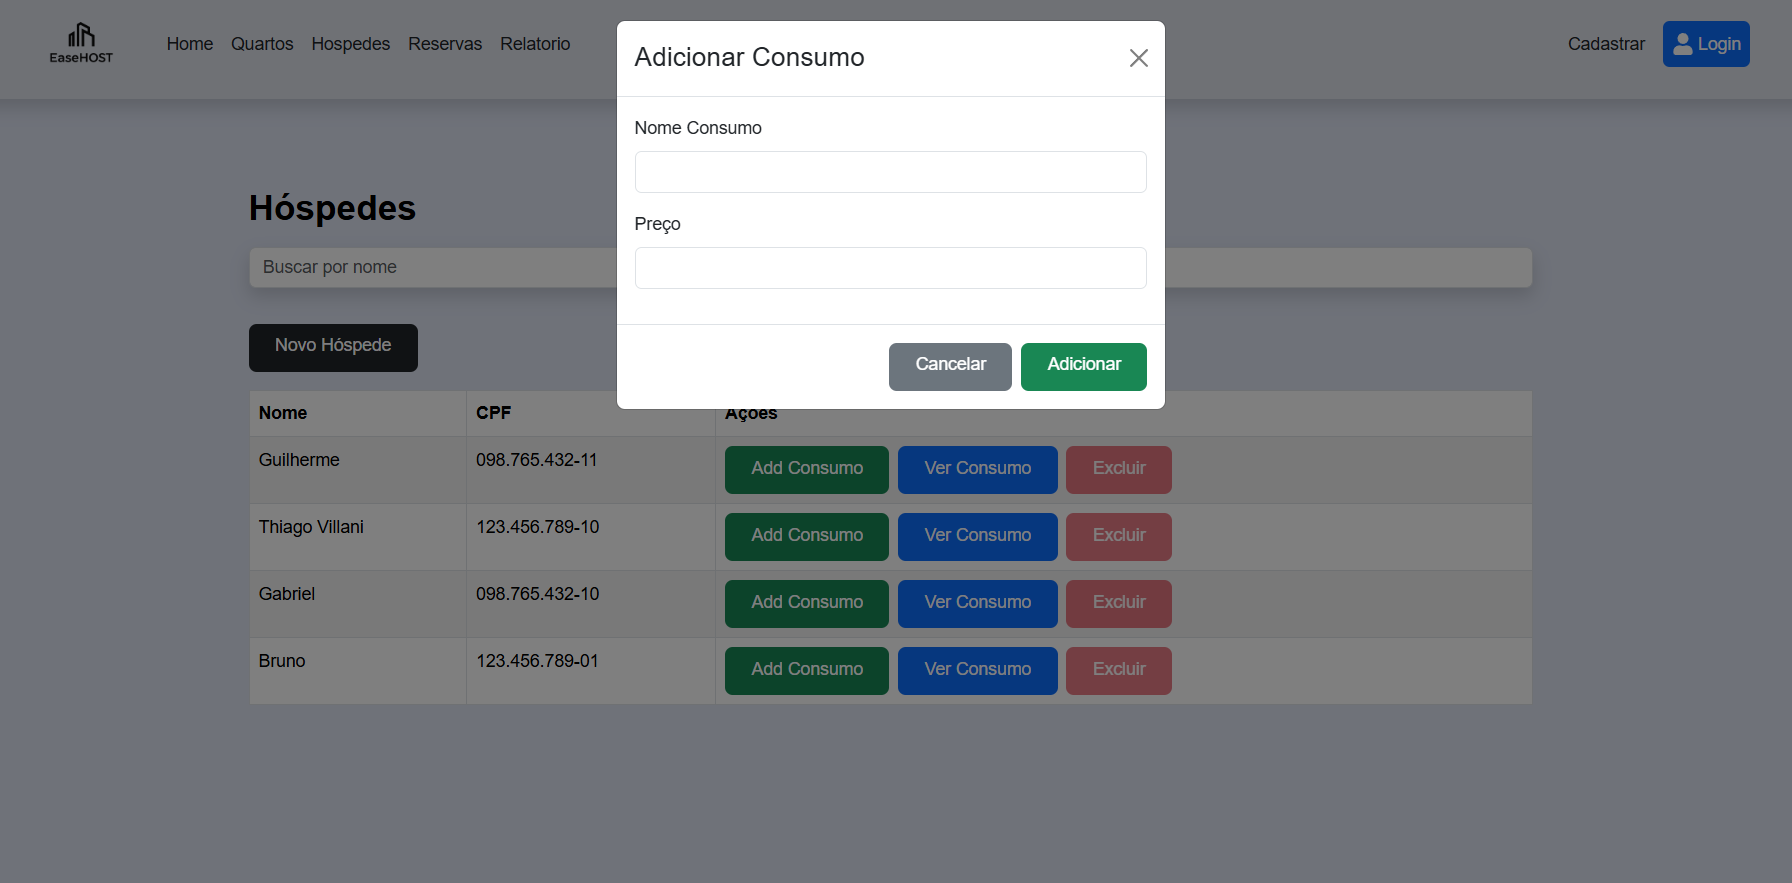 EaseHOST
Home Quartos Hospedes Reservas Relatorio
Cadastrar Login
Adicionar Consumo
Nome Consumo
Preço
Cancelar Adicionar
Hóspedes
Buscar por nome
Novo Hóspede
Nome CPF Ações
Guilherme 098.765.432-11 Add Consumo Ver Consumo Excluir
Thiago Villani 123.456.789-10 Add Consumo Ver Consumo Excluir
Gabriel 098.765.432-10 Add Consumo Ver Consumo Excluir
Bruno 123.456.789-01 Add Consumo Ver Consumo Excluir